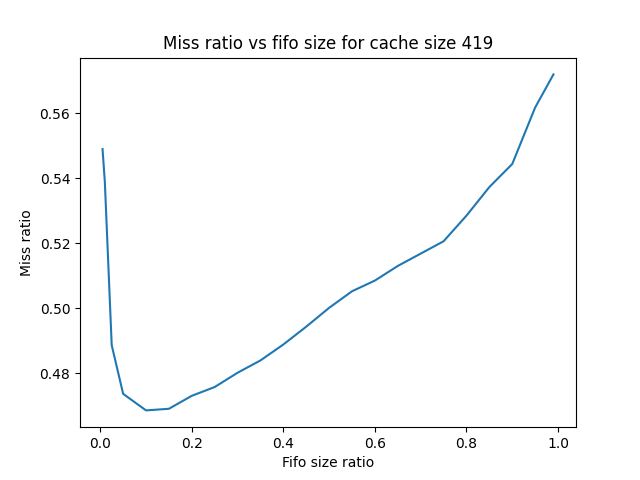 Miss ratio vs fifo size for cache size 419
0.56
0.54
0.52
0.50
0.48
Miss ratio
0.0 0.2 0.4 0.6 0.8 1.0
Fifo size ratio